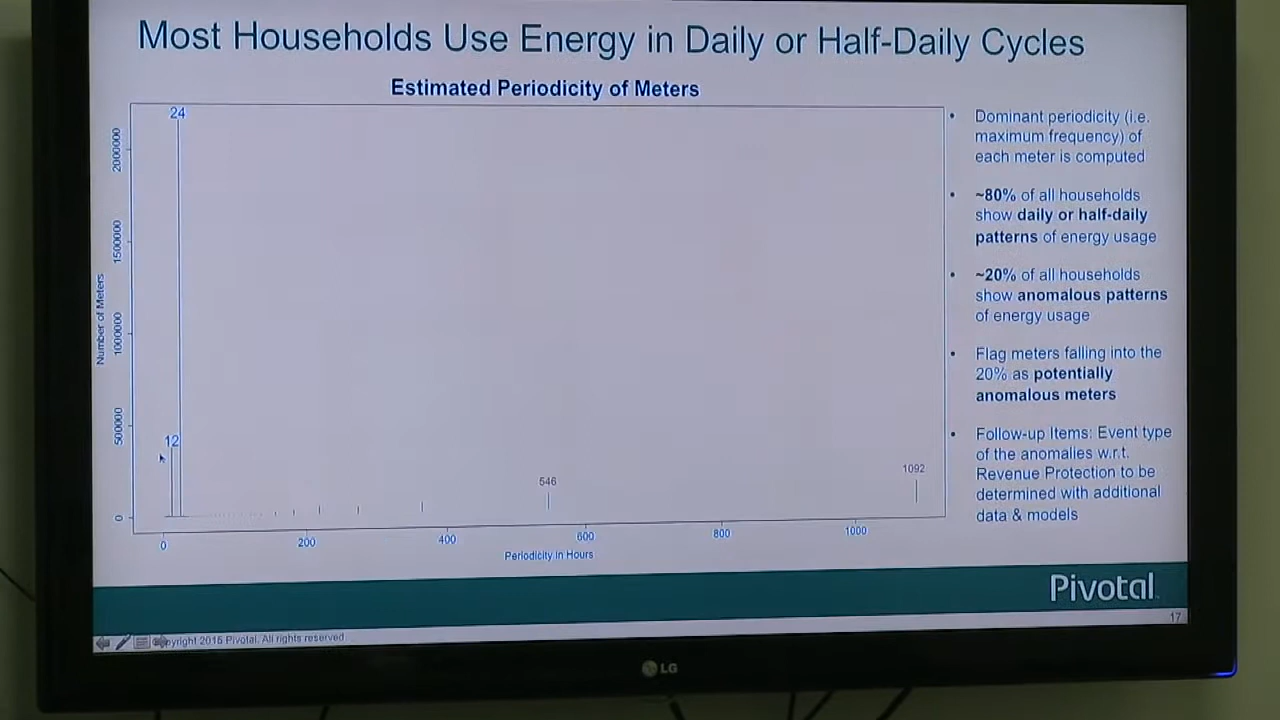 Most Households Use Energy in Daily or Half-Daily Cycles
Estimated Periodicity of Meters
24
12
546
1092
Number of Meters
2000000
1500000
1000000
500000
0
0
200
400
600
800
1000
Periodicity in Hours
• Dominant periodicity (i.e.
maximum frequency) of
each meter is computed
• ~80% of all households
show daily or half-daily
patterns of energy usage
• ~20% of all households
show anomalous patterns
of energy usage
• Flag meters falling into the
20% as potentially
anomalous meters
• Follow-up Items: Event type
of the anomalies w.r.t.
Revenue Protection to be
determined with additional
data & models
Pivotal
17
2015 Pivotal. All rights reserved.
LG